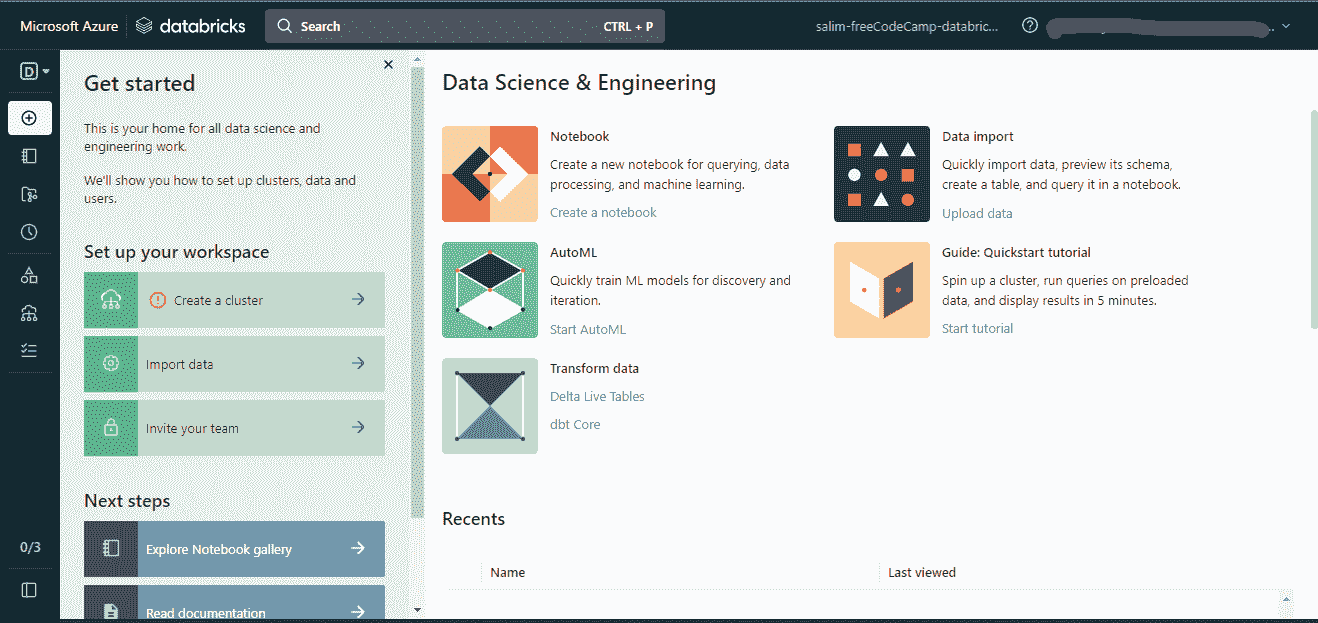 Microsoft Azure databricks Search CTRL + P salim-freeCodeCamp-databric... ..
D
Get started
This is your home for all data science and
engineering work.
We'll show you how to set up clusters, data and
users.
Set up your workspace
Create a cluster
Import data
Invite your team
Next steps
Explore Notebook gallery
Read documentation
0/3
Data Science & Engineering
Notebook
Create a new notebook for querying, data
processing, and machine learning.
Create a notebook
Data import
Quickly import data, preview its schema,
create a table, and query it in a notebook.
Upload data
AutoML
Quickly train ML models for discovery and
iteration.
Start AutoML
Guide: Quickstart tutorial
Spin up a cluster, run queries on preloaded
data, and display results in 5 minutes.
Start tutorial
Transform data
Delta Live Tables
dbt Core
Recents
Name Last viewed